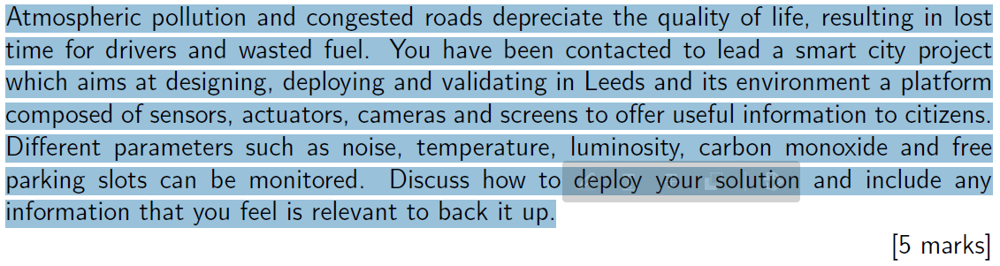 Atmospheric pollution and congested roads depreciate the quality of life, resulting in lost
time for drivers and wasted fuel. You have been contacted to lead a smart city project
which aims at designing, deploying and validating in Leeds and its environment a platform
composed of sensors, actuators, cameras and screens to offer useful information to citizens.
Different parameters such as noise, temperature, luminosity, carbon monoxide and free
parking slots can be monitored. Discuss how to deploy your solution and include any
information that you feel is relevant to back it up.
[5 marks]